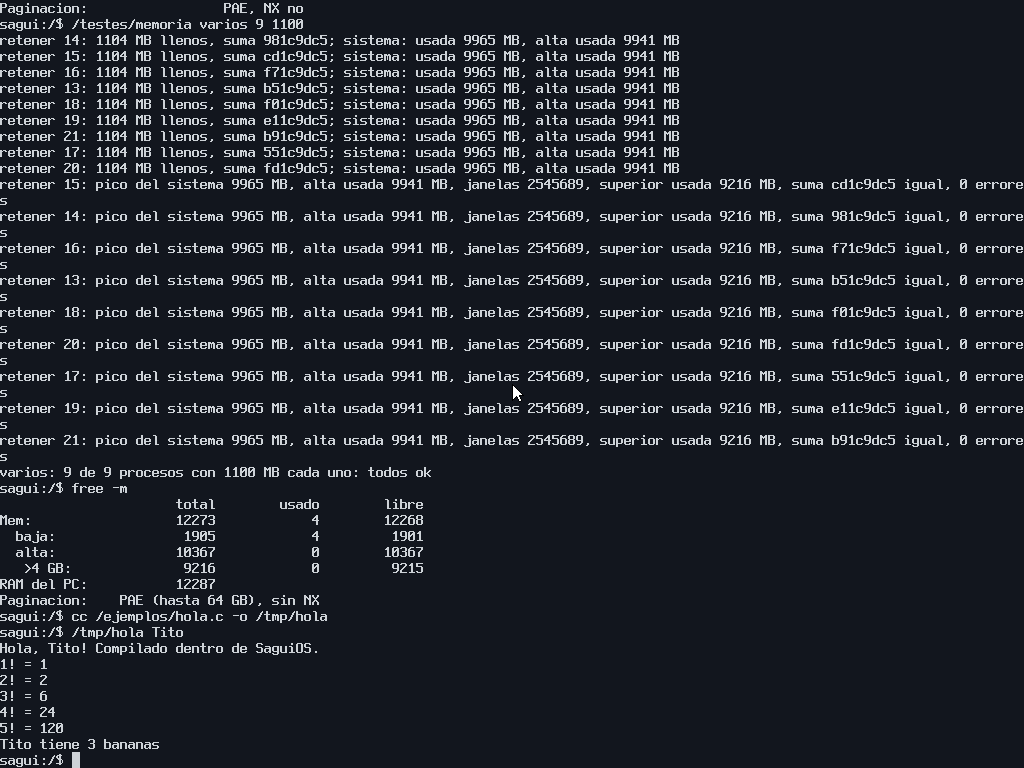 Paginacion:                 PAE, NX no
sagui:/$ /testes/memoria varios 9 1100
retener 14: 1104 MB llenos, suma 981c9dc5; sistema: usada 9965 MB, alta usada 9941 MB
retener 15: 1104 MB llenos, suma cd1c9dc5; sistema: usada 9965 MB, alta usada 9941 MB
retener 16: 1104 MB llenos, suma f71c9dc5; sistema: usada 9965 MB, alta usada 9941 MB
retener 13: 1104 MB llenos, suma b51c9dc5; sistema: usada 9965 MB, alta usada 9941 MB
retener 18: 1104 MB llenos, suma f01c9dc5; sistema: usada 9965 MB, alta usada 9941 MB
retener 19: 1104 MB llenos, suma e11c9dc5; sistema: usada 9965 MB, alta usada 9941 MB
retener 21: 1104 MB llenos, suma b91c9dc5; sistema: usada 9965 MB, alta usada 9941 MB
retener 17: 1104 MB llenos, suma 551c9dc5; sistema: usada 9965 MB, alta usada 9941 MB
retener 20: 1104 MB llenos, suma fd1c9dc5; sistema: usada 9965 MB, alta usada 9941 MB
retener 15: pico del sistema 9965 MB, alta usada 9941 MB, janelas 2545689, superior usada 9216 MB, suma cd1c9dc5 igual, 0 errore
s
retener 14: pico del sistema 9965 MB, alta usada 9941 MB, janelas 2545689, superior usada 9216 MB, suma 981c9dc5 igual, 0 errore
s
retener 16: pico del sistema 9965 MB, alta usada 9941 MB, janelas 2545689, superior usada 9216 MB, suma f71c9dc5 igual, 0 errore
s
retener 13: pico del sistema 9965 MB, alta usada 9941 MB, janelas 2545689, superior usada 9216 MB, suma b51c9dc5 igual, 0 errore
s
retener 18: pico del sistema 9965 MB, alta usada 9941 MB, janelas 2545689, superior usada 9216 MB, suma f01c9dc5 igual, 0 errore
s
retener 20: pico del sistema 9965 MB, alta usada 9941 MB, janelas 2545689, superior usada 9216 MB, suma fd1c9dc5 igual, 0 errore
s
retener 17: pico del sistema 9965 MB, alta usada 9941 MB, janelas 2545689, superior usada 9216 MB, suma 551c9dc5 igual, 0 errore
s
retener 19: pico del sistema 9965 MB, alta usada 9941 MB, janelas 2545689, superior usada 9216 MB, suma e11c9dc5 igual, 0 errore
s
retener 21: pico del sistema 9965 MB, alta usada 9941 MB, janelas 2545689, superior usada 9216 MB, suma b91c9dc5 igual, 0 errore
s
varios: 9 de 9 procesos con 1100 MB cada uno: todos ok
sagui:/$ free -m
                      total        usado        libre
Mem:                  12273            4        12268
  baja:                1905            4         1901
  alta:               10367            0        10367
   >4 GB:              9216            0         9215
RAM del PC:           12287
Paginacion:    PAE (hasta 64 GB), sin NX
sagui:/$ cc /ejemplos/hola.c -o /tmp/hola
sagui:/$ /tmp/hola Tito
Hola, Tito! Compilado dentro de SaguiOS.
1! = 1
2! = 2
3! = 6
4! = 24
5! = 120
Tito tiene 3 bananas
sagui:/$